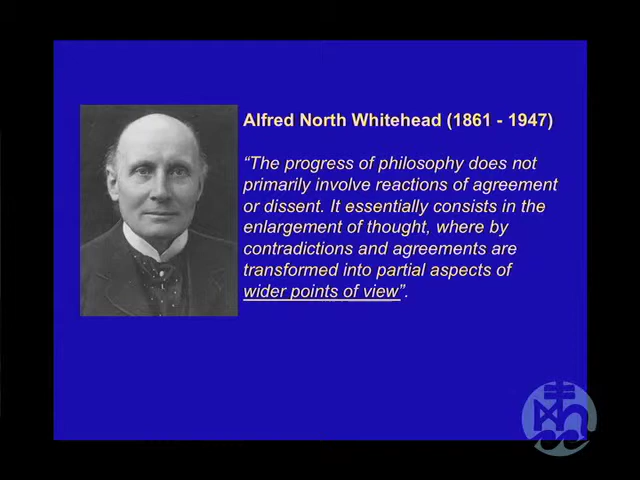 Alfred North Whitehead (1861 - 1947)
“The progress of philosophy does not
primarily involve reactions of agreement
or dissent. It essentially consists in the
enlargement of thought, where by
contradictions and agreements are
transformed into partial aspects of
wider points of view”.